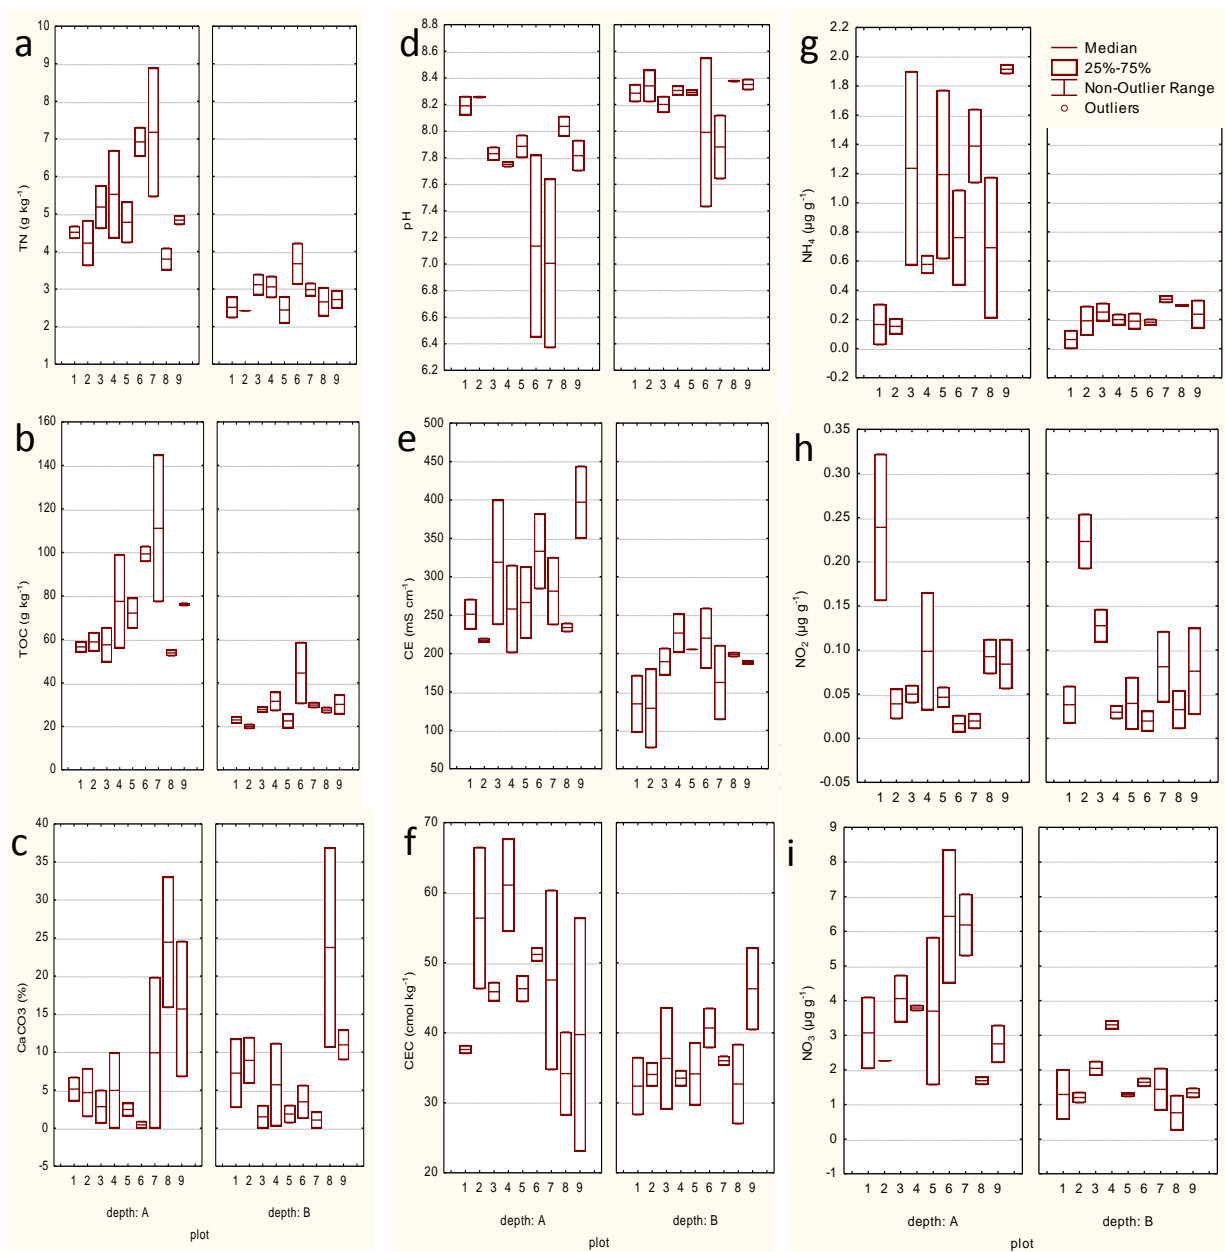 a
TN (g kg⁻¹)
10
9
8
7
6
5
4
3
2
1
1 2 3 4 5 6 7 8 9
1 2 3 4 5 6 7 8 9
b
TOC (g kg⁻¹)
160
140
120
100
80
60
40
20
0
1 2 3 4 5 6 7 8 9
1 2 3 4 5 6 7 8 9
c
CaCO3 (%)
40
35
30
25
20
15
10
5
0
-5
1 2 3 4 5 6 7 8 9
1 2 3 4 5 6 7 8 9
depth: A
depth: B
plot
d
pH
8.8
8.6
8.4
8.2
8.0
7.8
7.6
7.4
7.2
7.0
6.8
6.6
6.4
6.2
1 2 3 4 5 6 7 8 9
1 2 3 4 5 6 7 8 9
e
CE (mS cm⁻¹)
500
450
400
350
300
250
200
150
100
50
1 2 3 4 5 6 7 8 9
1 2 3 4 5 6 7 8 9
f
CEC (cmol kg⁻¹)
70
60
50
40
30
20
1 2 3 4 5 6 7 8 9
1 2 3 4 5 6 7 8 9
depth: A
depth: B
plot
g
NH₄ (µg g⁻¹)
2.2
2.0
1.8
1.6
1.4
1.2
1.0
0.8
0.6
0.4
0.2
0.0
-0.2
1 2 3 4 5 6 7 8 9
1 2 3 4 5 6 7 8 9
Median
25%-75%
Non-Outlier Range
Outliers
h
NO₂ (µg g⁻¹)
0.35
0.30
0.25
0.20
0.15
0.10
0.05
0.00
-0.05
1 2 3 4 5 6 7 8 9
1 2 3 4 5 6 7 8 9
i
NO₃ (µg g⁻¹)
9
8
7
6
5
4
3
2
1
0
-1
1 2 3 4 5 6 7 8 9
1 2 3 4 5 6 7 8 9
depth: A
depth: B
plot